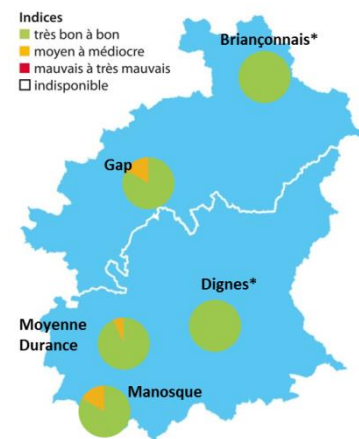 Indices
très bon à bon
moyen à médiocre
mauvais à très mauvais
indisponible
Briançonnais*
Gap
Dignes*
Moyenne
Durance
Manosque